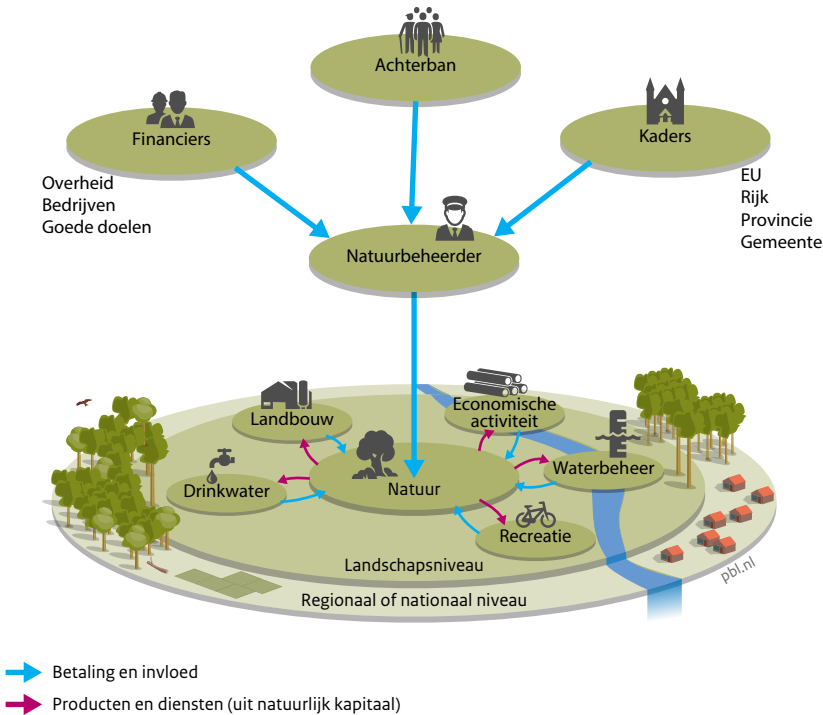 Achterban
Financiers
Kaders
Overheid
Bedrijven
Goede doelen
EU
Rijk
Provincie
Gemeente
Natuurbeheerder
Landbouw
Economische
activiteit
Drinkwater
Natuur
Waterbeheer
Recreatie
Landschapsniveau
Regionaal of nationaal niveau
pbl.nl
Betaling en invloed
Producten en diensten (uit natuurlijk kapitaal)